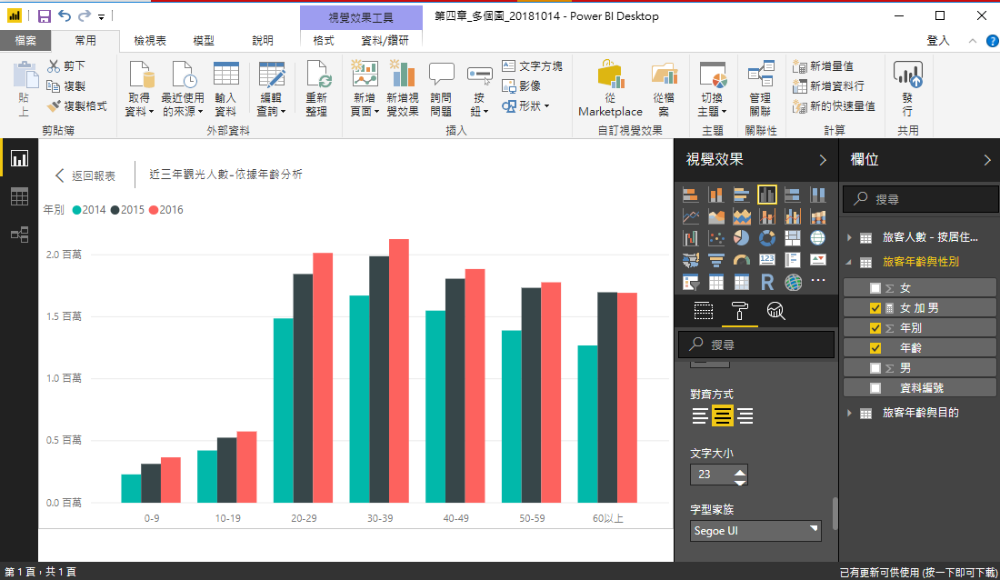 第四章_多個圖_20181014 - Power BI Desktop
視覺效果工具
檔案
常用
檢視表
模型
說明
格式
資料/鑽研
登入
貼上
剪下
複製
複製格式
剪貼簿
取得資料
最近使用的來源
輸入資料
編輯查詢
重新整理
外部資料
新增頁面
新增視覺效果
詢問問題
按鈕
文字方塊
影像
形狀
插入
從 Marketplace
從檔案
自訂視覺效果
切換主題
主題
管理關聯
關聯性
新增量值
新增資料行
新的快速量值
計算
發行
共用
返回報表
近三年觀光人數-依據年齡分析
年別 2014 2015 2016
2.0 百萬
1.5 百萬
1.0 百萬
0.5 百萬
0.0 百萬
0-9
10-19
20-29
30-39
40-49
50-59
60以上
視覺效果
123
R
搜尋
對齊方式
文字大小
23
字型家族
Segoe UI
欄位
搜尋
旅客人數 - 按居住...
旅客年齡與性別
Σ 女
女 加 男
Σ 年別
年齡
Σ 男
資料編號
旅客年齡與目的
第 1 頁，共 1 頁
已有更新可供使用 (按一下即可下載)